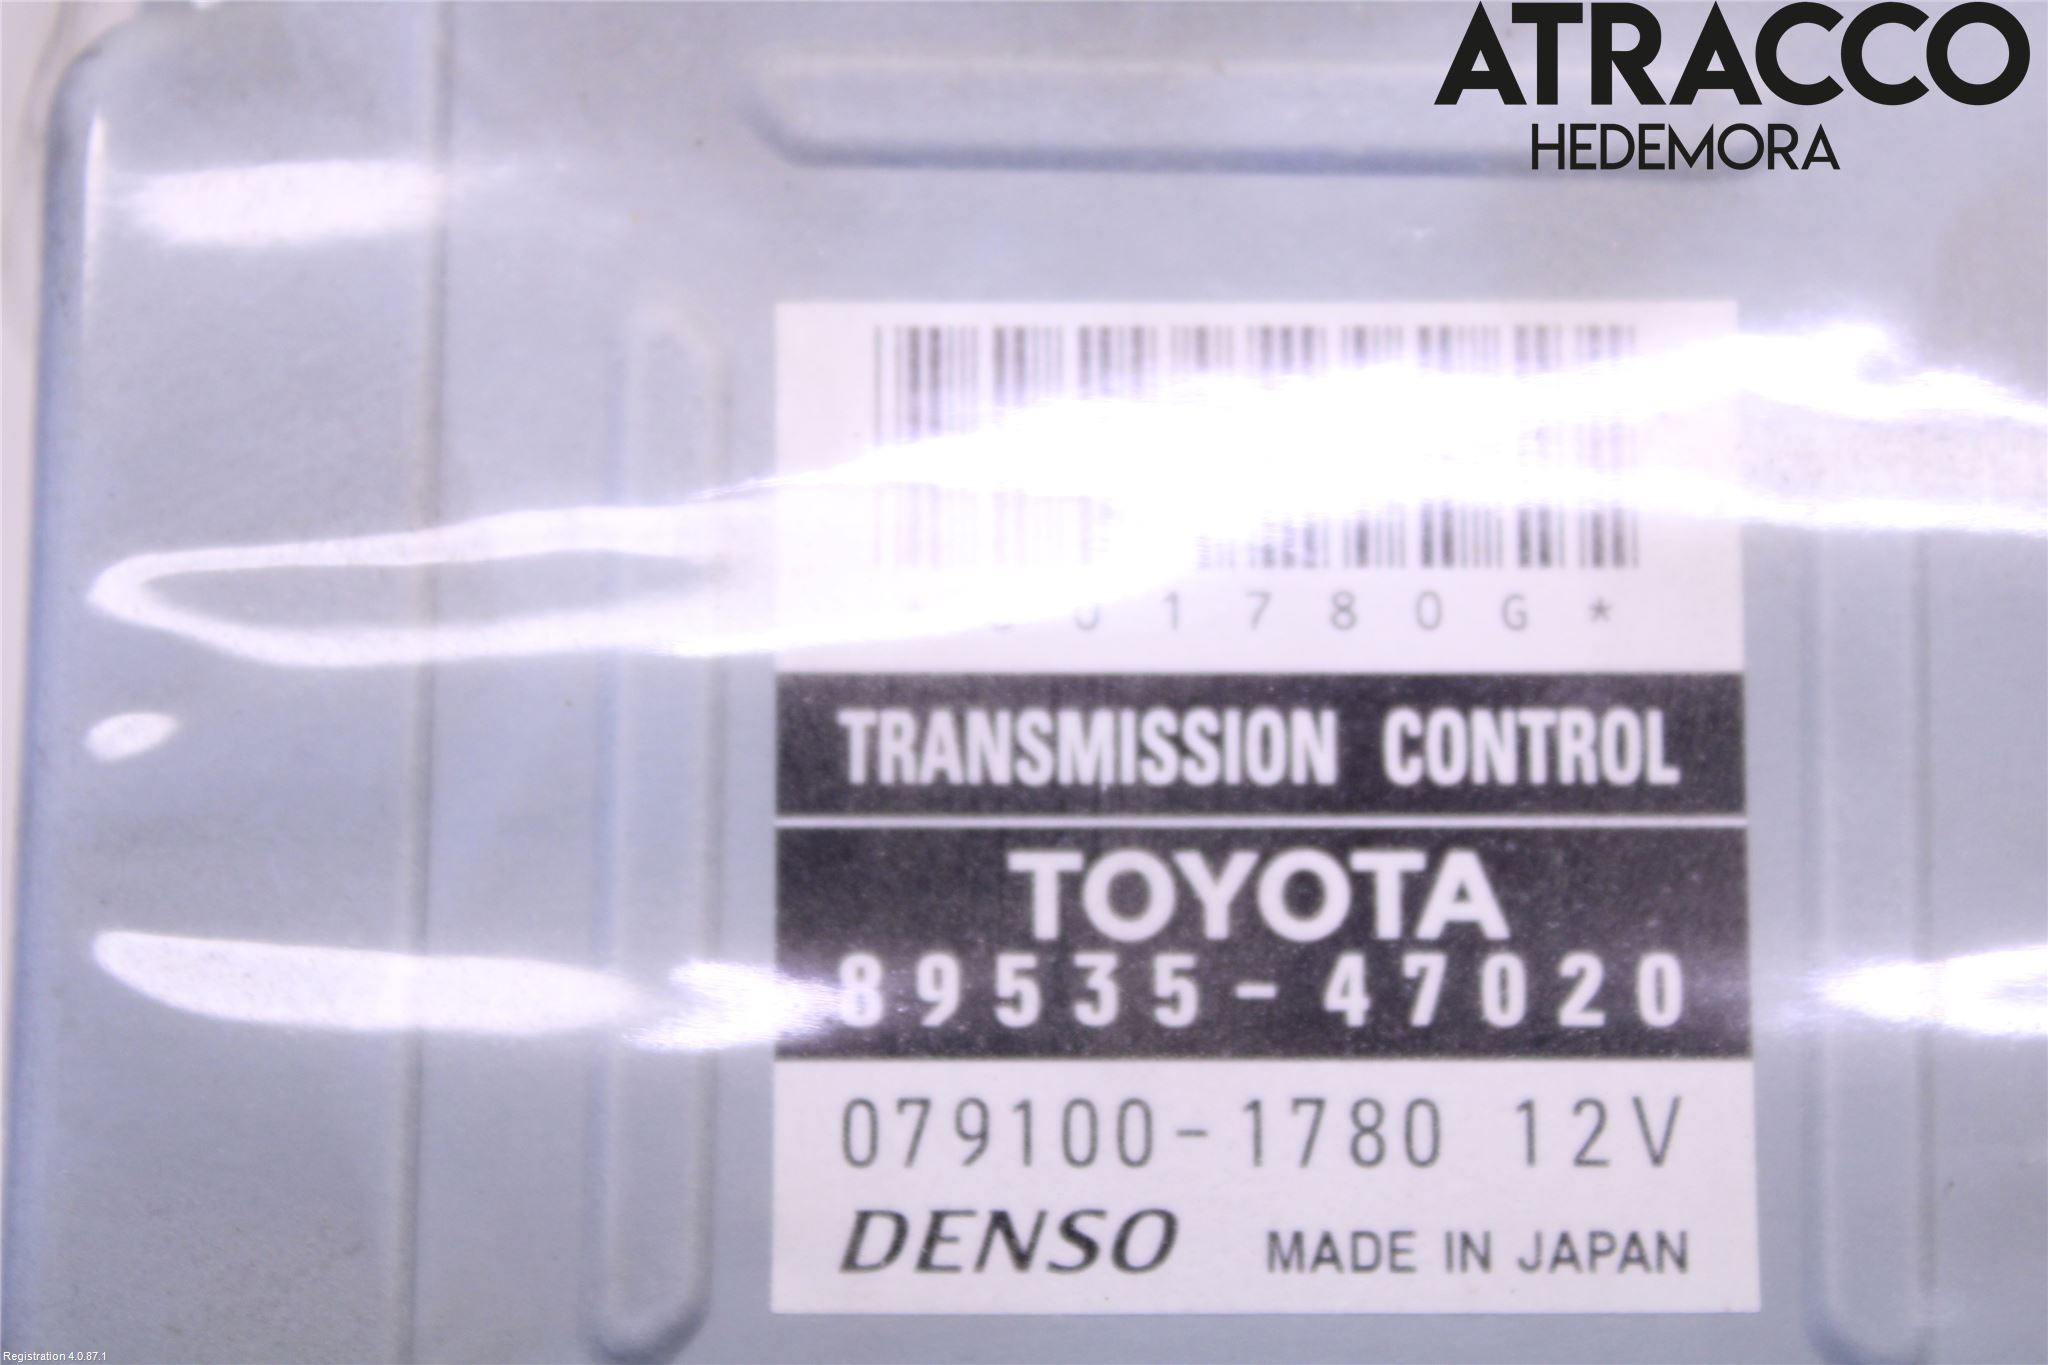 ATRACCO
HEDEMORA
01780G*
TRANSMISSION CONTROL
TOYOTA
89535-47020
079100-1780 12V
DENSO MADE IN JAPAN
Registration 4.0.87.1